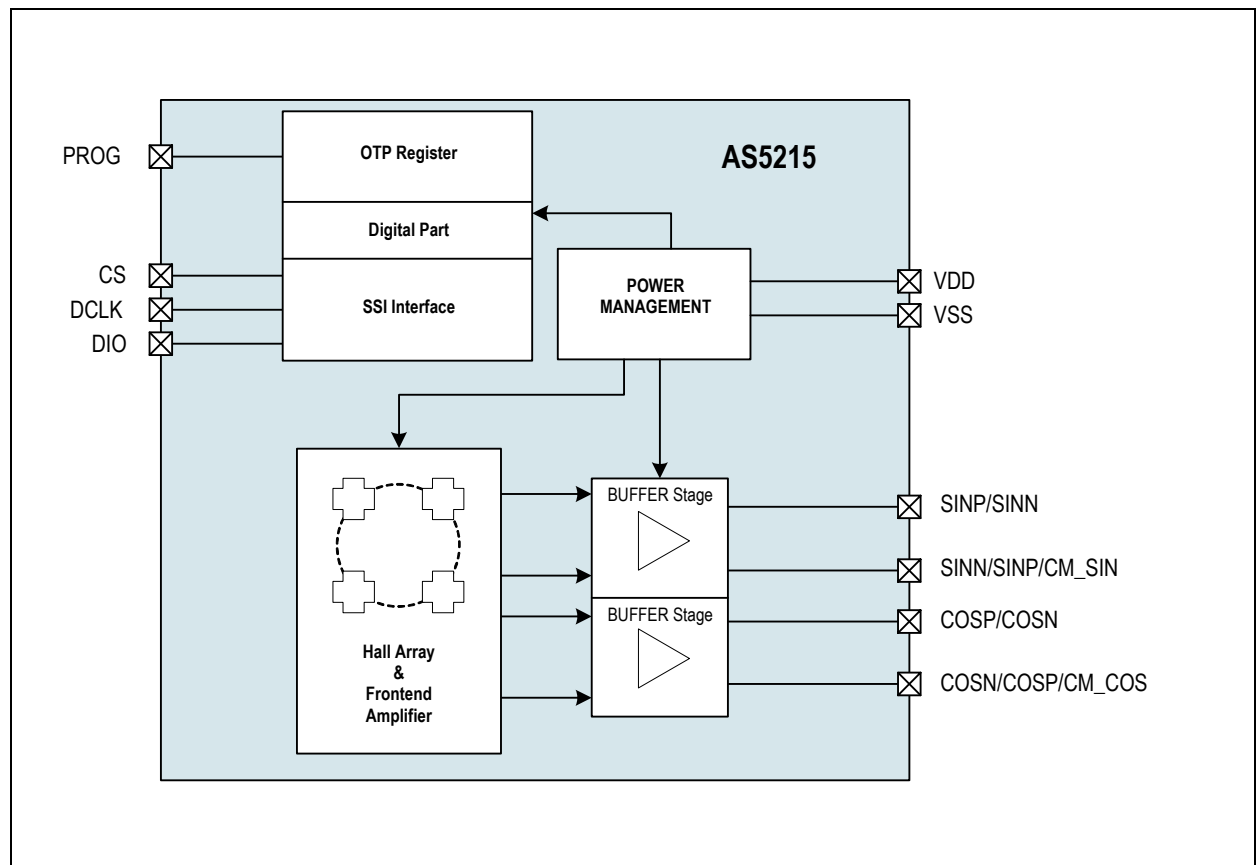 AS5215
PROG
OTP Register
Digital Part
CS
DCLK
DIO
SSI Interface
POWER
MANAGEMENT
VDD
VSS
Hall Array
&
Frontend
Amplifier
BUFFER Stage
BUFFER Stage
SINP/SINN
SINN/SINP/CM_SIN
COSP/COSN
COSN/COSP/CM_COS